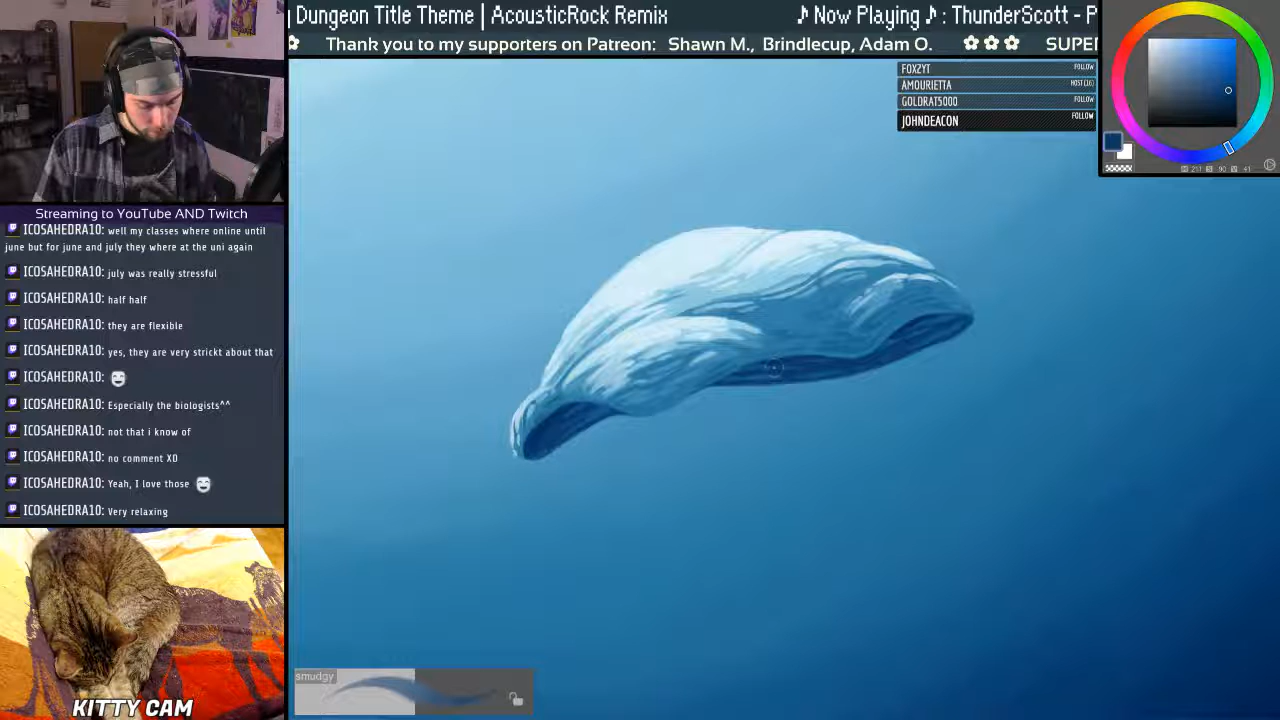 Dungeon Title Theme | AcousticRock Remix
♪ Now Playing ♪ : ThunderScott - P
Thank you to my supporters on Patreon: Shawn M., Brindlecup, Adam O.
FOXZYT FOLLOW
AMOURIETTA HOST (16)
GOLDRAT5000 FOLLOW
JOHNDEACON FOLLOW
Streaming to YouTube AND Twitch
ICOSAHEDRA10: well my classes where online until
june but for june and july they where at the uni again
ICOSAHEDRA10: july was really stressful
ICOSAHEDRA10: half half
ICOSAHEDRA10: they are flexible
ICOSAHEDRA10: yes, they are very strickt about that
ICOSAHEDRA10:
ICOSAHEDRA10: Especially the biologists^^
ICOSAHEDRA10: not that i know of
ICOSAHEDRA10: no comment XO
ICOSAHEDRA10: Yeah, I love those
ICOSAHEDRA10: Very relaxing
KITTY CAM
smudgy